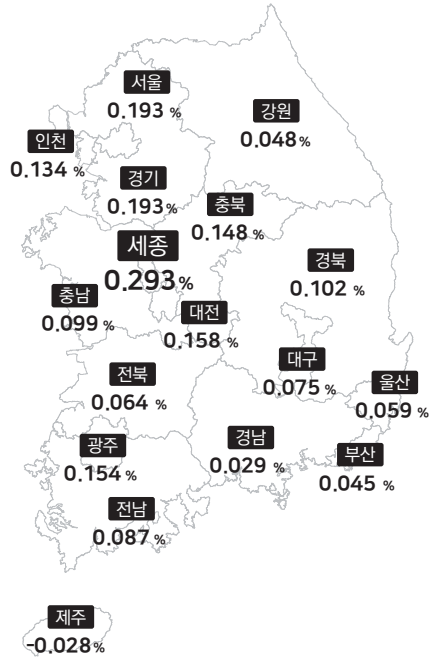 서울
0.193 %
강원
0.048 %
인천
0.134 %
경기
0.193 %
충북
0.148 %
세종
0.293 %
경북
0.102 %
충남
0.099 %
대전
0.158 %
대구
0.075 %
전북
0.064 %
울산
0.059 %
광주
0.154 %
경남
0.029 %
부산
0.045 %
전남
0.087 %
제주
-0.028 %